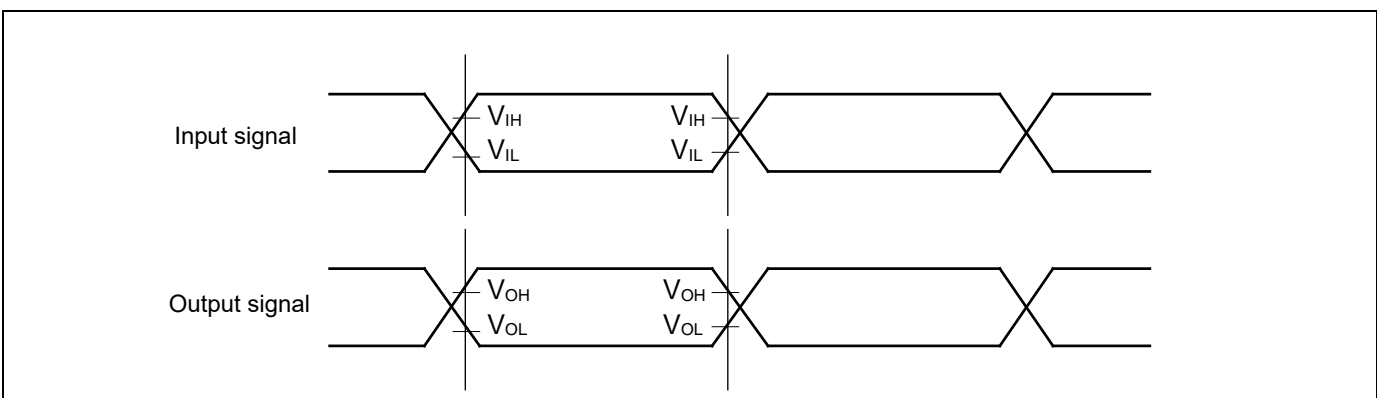 Input signal
VIH
VIH
VIL
VIL
Output signal
VOH
VOH
VOL
VOL